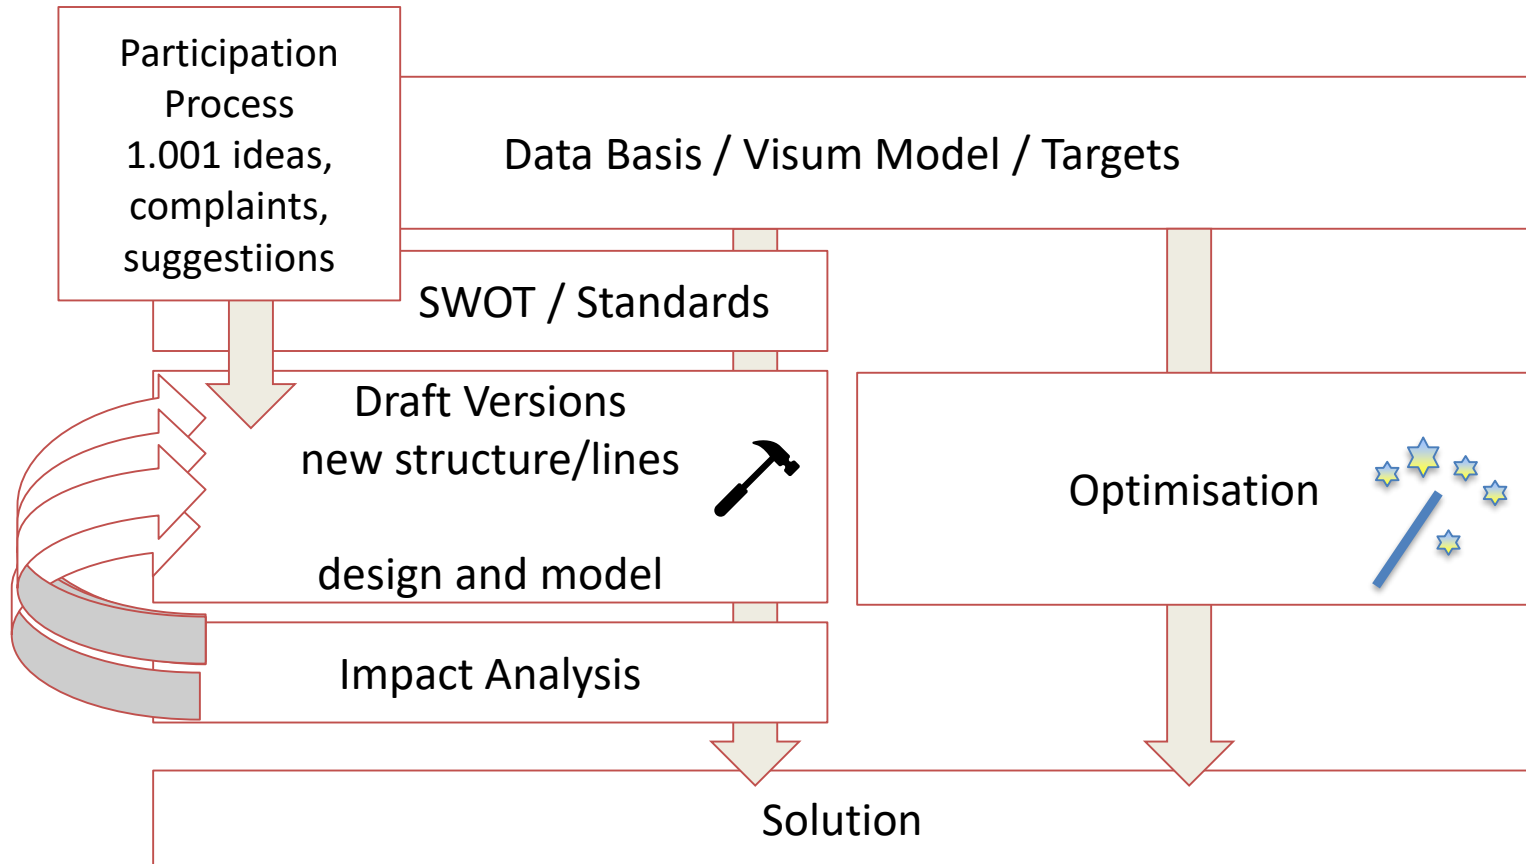 Participation
Process
1.001 ideas,
complaints,
suggestiions
Data Basis / Visum Model / Targets
SWOT / Standards
Draft Versions
new structure/lines
design and model
Optimisation
Impact Analysis
Solution